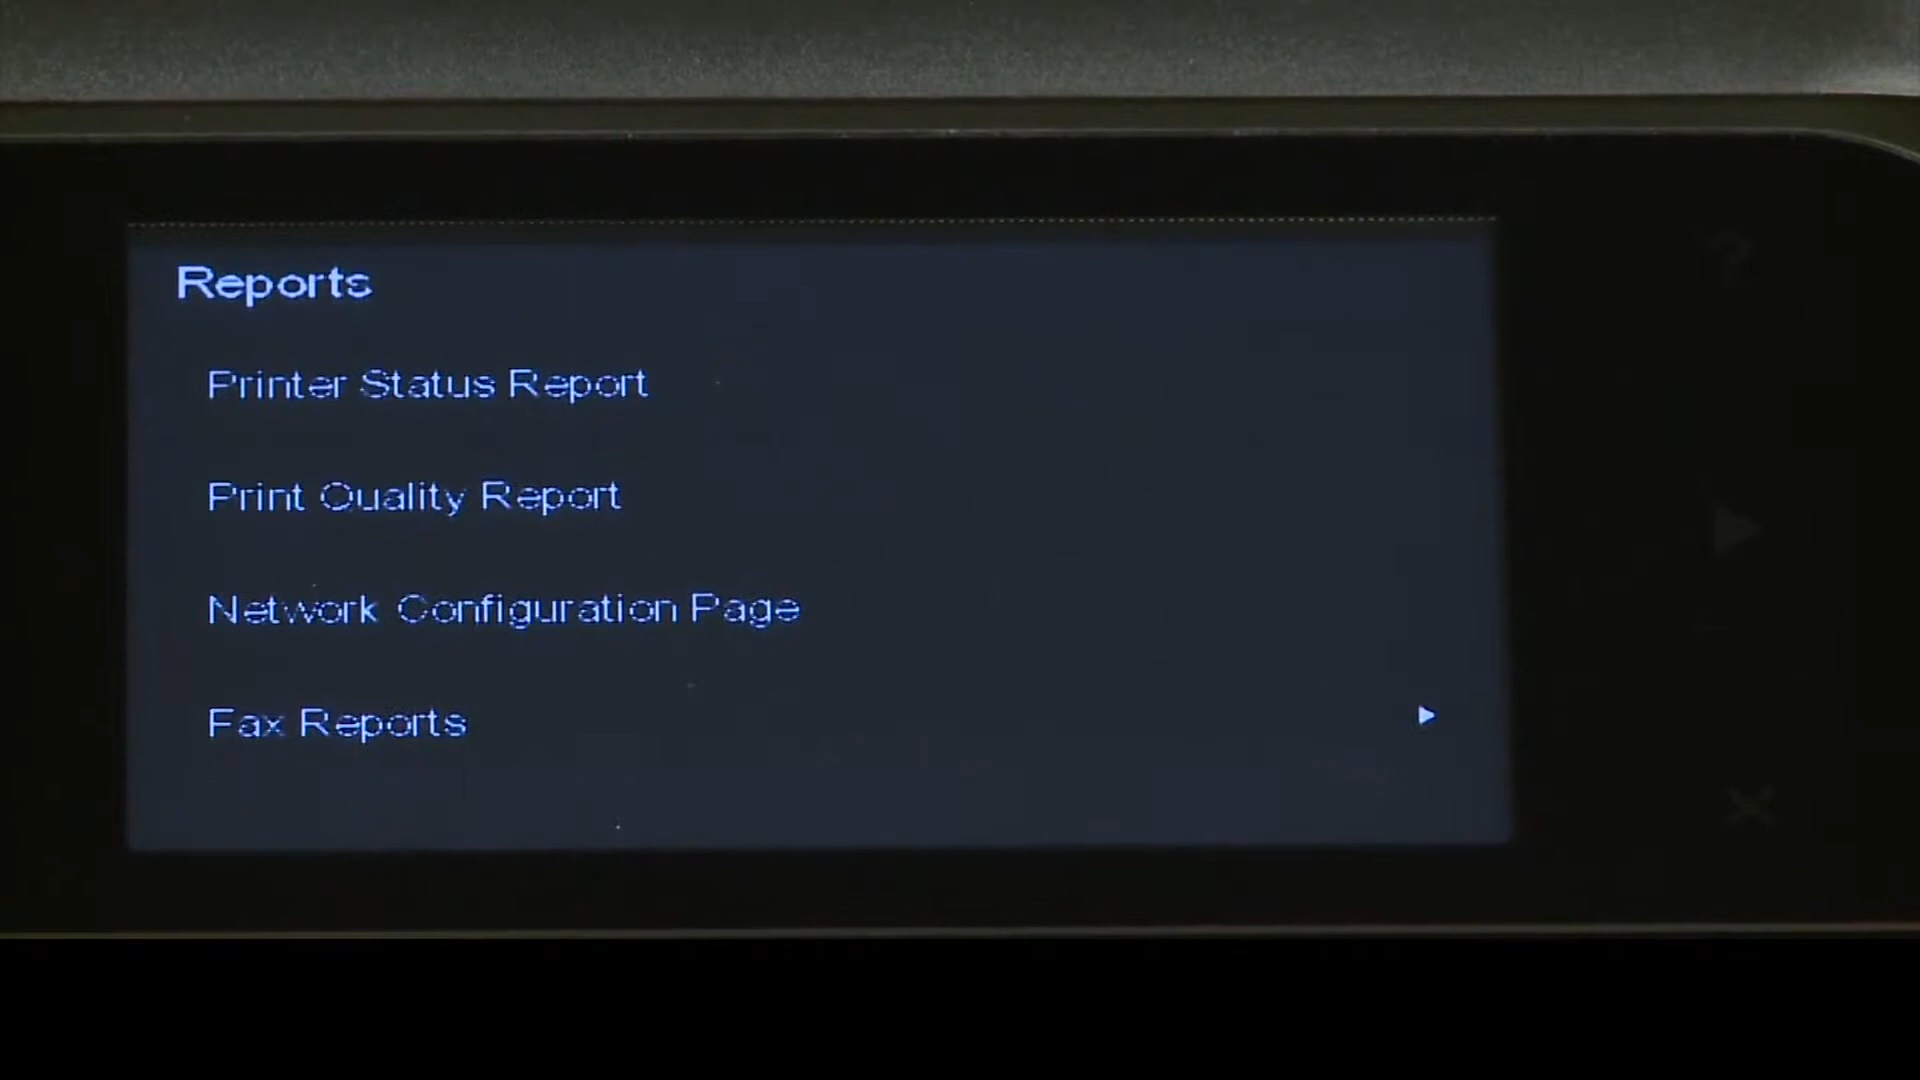 Reports
Printer Status Report
Print Quality Report
Network Configuration Page
Fax Reports